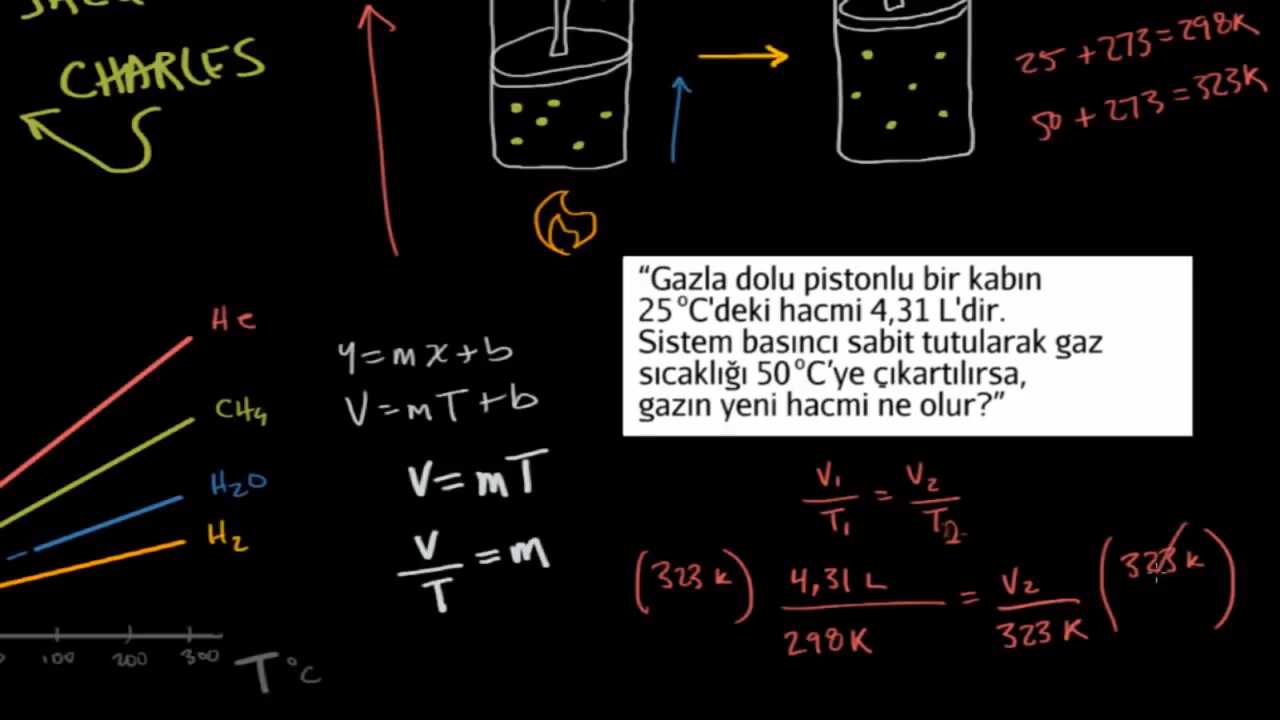 CHARLES
25 + 273 = 298K
50 + 273 = 323K
“Gazla dolu pistonlu bir kabın
25 °C'deki hacmi 4,31 L'dir.
Sistem basıncı sabit tutularak gaz
sıcaklığı 50 °C’ye çıkartılırsa,
gazın yeni hacmi ne olur?”
He
CH4
H2O
H2
100 200 300 T °C
y = mx + b
V = mT + b
V = mT
V/T = m
V1/T1 = V2/T2
(323 K) 4,31 L/298K = V2/323 K (323 K)